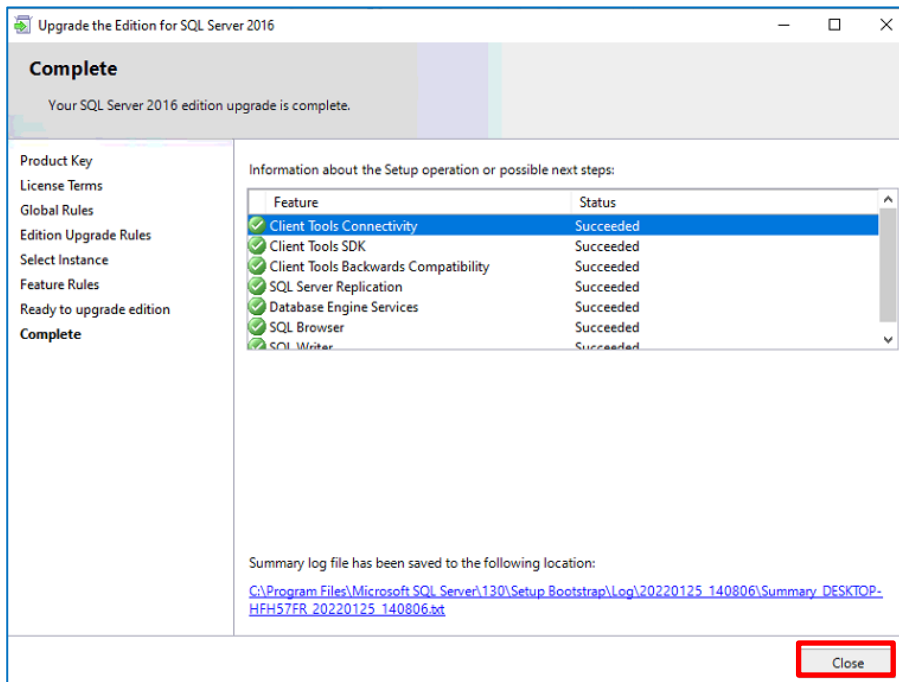 Upgrade the Edition for SQL Server 2016
Complete
Your SQL Server 2016 edition upgrade is complete.
Product Key
License Terms
Global Rules
Edition Upgrade Rules
Select Instance
Feature Rules
Ready to upgrade edition
Complete
Information about the Setup operation or possible next steps:
Feature Status
Client Tools Connectivity Succeeded
Client Tools SDK Succeeded
Client Tools Backwards Compatibility Succeeded
SQL Server Replication Succeeded
Database Engine Services Succeeded
SQL Browser Succeeded
SQL Writer Succeeded
Summary log file has been saved to the following location:
C:\Program Files\Microsoft SQL Server\130\Setup Bootstrap\Log\20220125_140806\Summary_DESKTOP-
HFH57FR_20220125_140806.txt
Close